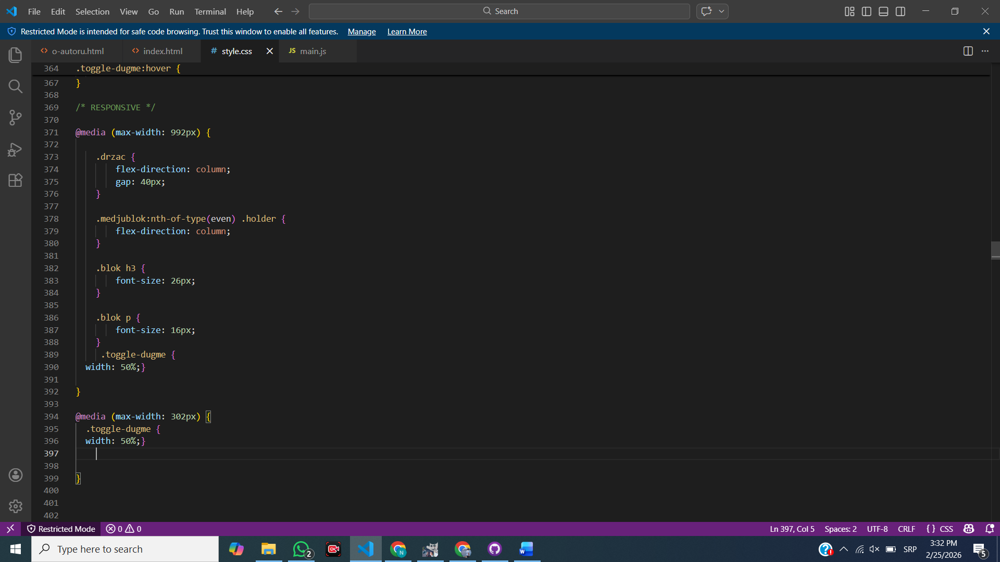 File Edit Selection View Go Run Terminal Help Search
Restricted Mode is intended for safe code browsing. Trust this window to enable all features. Manage Learn More
<> o-autoru.html <> index.html # style.css JS main.js
364 .toggle-dugme:hover {
367 }
368
369 /* RESPONSIVE */
370
371 @media (max-width: 992px) {
372
373 .drzac {
374 flex-direction: column;
375 gap: 40px;
376 }
377
378 .medjublok:nth-of-type(even) .holder {
379 flex-direction: column;
380 }
381
382 .blok h3 {
383 font-size: 26px;
384 }
385
386 .blok p {
387 font-size: 16px;
388 }
389 .toggle-dugme {
390 width: 50%;}
391
392 }
393
394 @media (max-width: 302px) {
395 .toggle-dugme {
396 width: 50%;}
397
398
399 }
400
401
402
Restricted Mode 0 0 Ln 397, Col 5 Spaces: 2 UTF-8 CRLF { } CSS
Type here to search 2 N W SRP 3:32 PM 5
2/25/2026